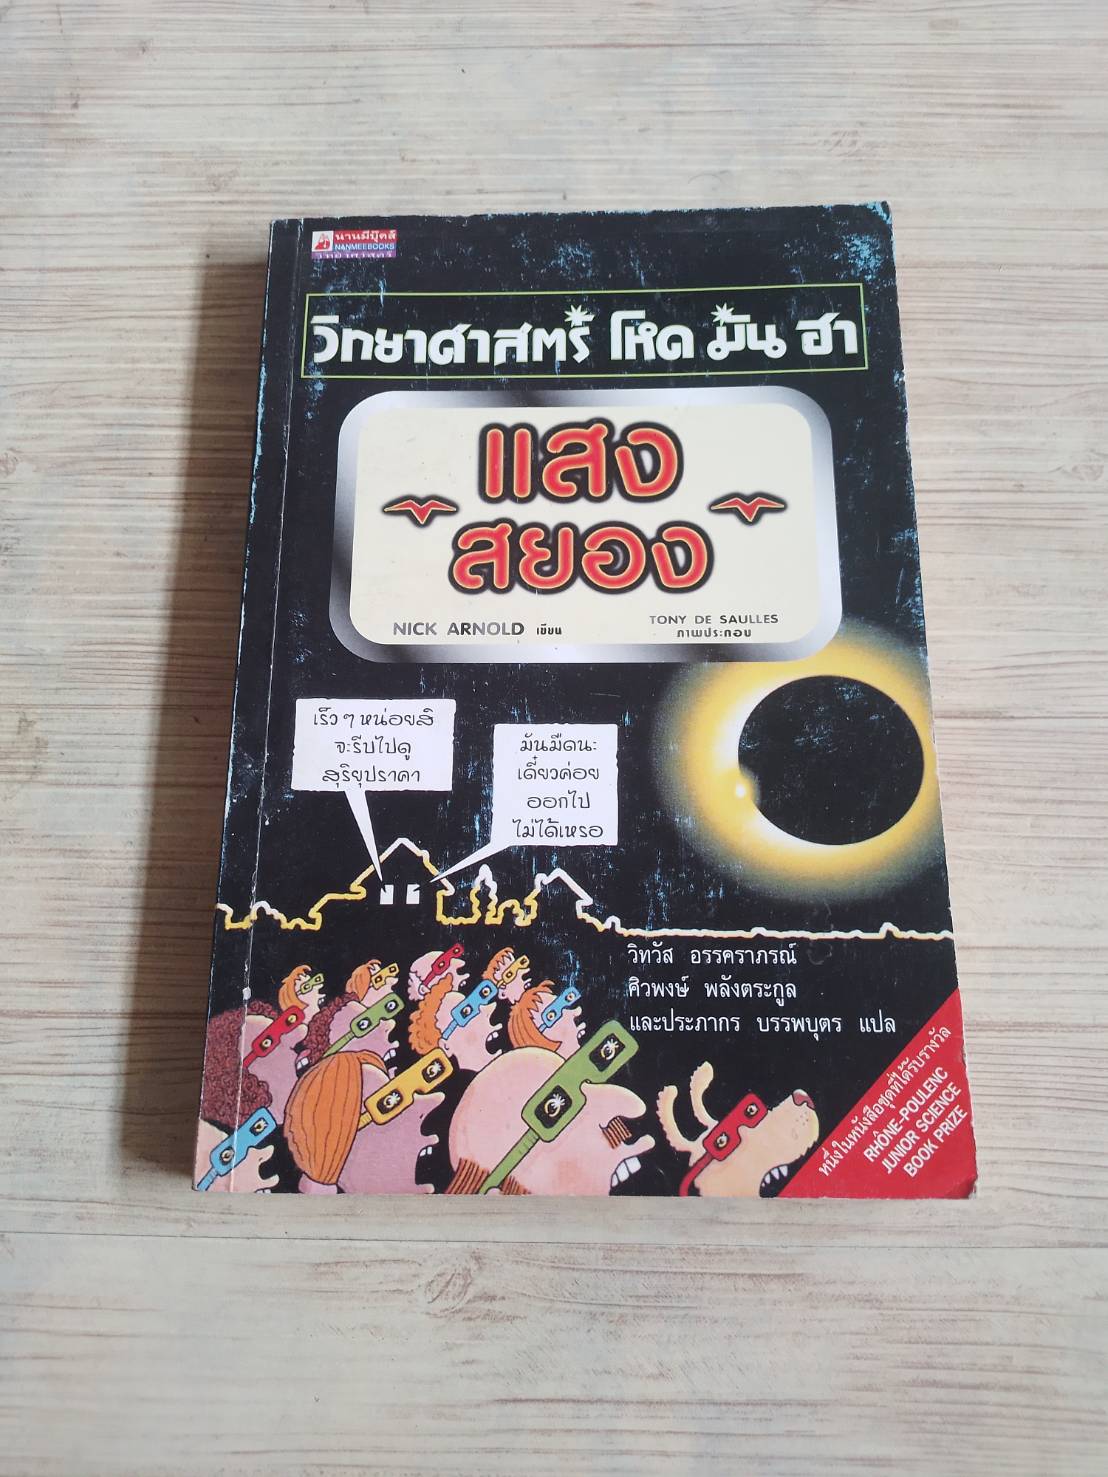 นานมีบุ๊คส์
NANMEEBOOKS
วิทยาศาสตร์
วิทยาศาสตร์ โหด มัน ฮา
แสง
สยอง
NICK ARNOLD เขียน
TONY DE SAULLES
ภาพประกอบ
เร็ว ๆ หน่อยสิ
จะรีบไปดู
สุริยุปราคา
มันมืดนะ
เดี๋ยวค่อย
ออกไป
ไม่ได้เหรอ
วิทวัส อรรคราภรณ์
ศิวพงษ์ พลังตระกูล
และประภากร บรรพบุตร แปล
หนึ่งในหนังสือชุดที่ได้รับรางวัล
RHÔNE-POULENC
JUNIOR SCIENCE
BOOK PRIZE